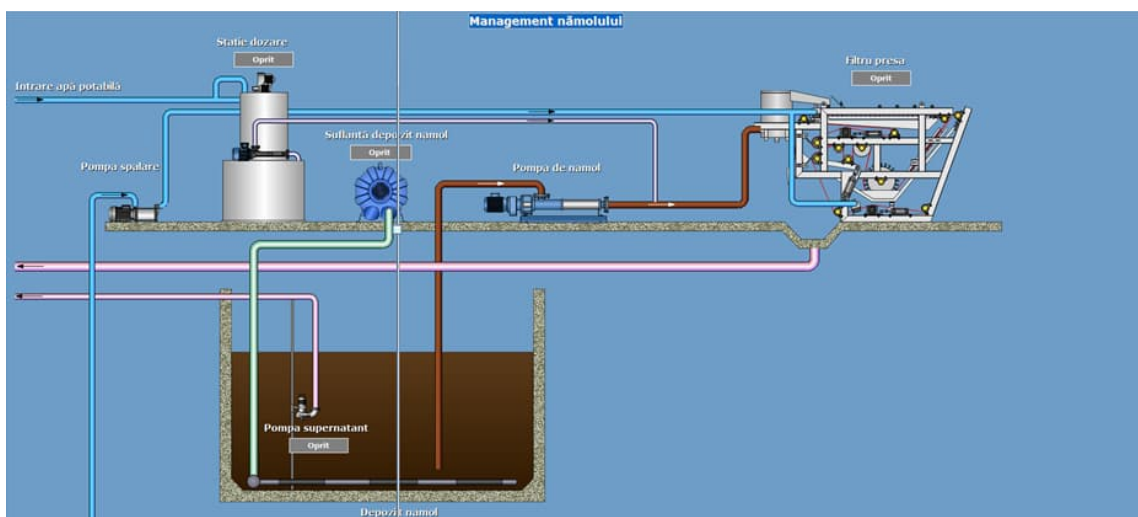 Management nămolului
Statie dozare
Oprit
Intrare apă potabilă
Filtru presa
Oprit
Suflantă depozit namol
Oprit
Pompa spalare
Pompa de namol
Pompa supernatant
Oprit
Depozit namol